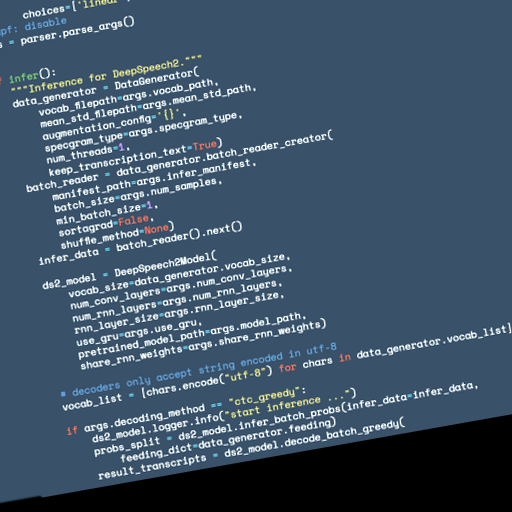 choices=['linear
pf: disable
s = parser.parse_args()
infer():
"""Inference for DeepSpeech2."""
data_generator = DataGenerator(
vocab_filepath=args.vocab_path,
mean_std_filepath=args.mean_std_path,
augmentation_config='{}',
specgram_type=args.specgram_type,
num_threads=1,
keep_transcription_text=True)
batch_reader = data_generator.batch_reader_creator(
manifest_path=args.infer_manifest,
batch_size=args.num_samples,
min_batch_size=1,
sortagrad=False,
shuffle_method=None)
infer_data = batch_reader().next()
ds2_model = DeepSpeech2Model(
vocab_size=data_generator.vocab_size,
num_conv_layers=args.num_conv_layers,
num_rnn_layers=args.num_rnn_layers,
rnn_layer_size=args.rnn_layer_size,
use_gru=args.use_gru,
pretrained_model_path=args.model_path,
share_rnn_weights=args.share_rnn_weights)
# decoders only accept string encoded in utf-8
vocab_list = [chars.encode("utf-8") for chars in data_generator.vocab_list]
if args.decoding_method == "ctc_greedy":
ds2_model.logger.info("start inference ...")
probs_split = ds2_model.infer_batch_probs(infer_data=infer_data,
feeding_dict=data_generator.feeding)
result_transcripts = ds2_model.decode_batch_greedy(